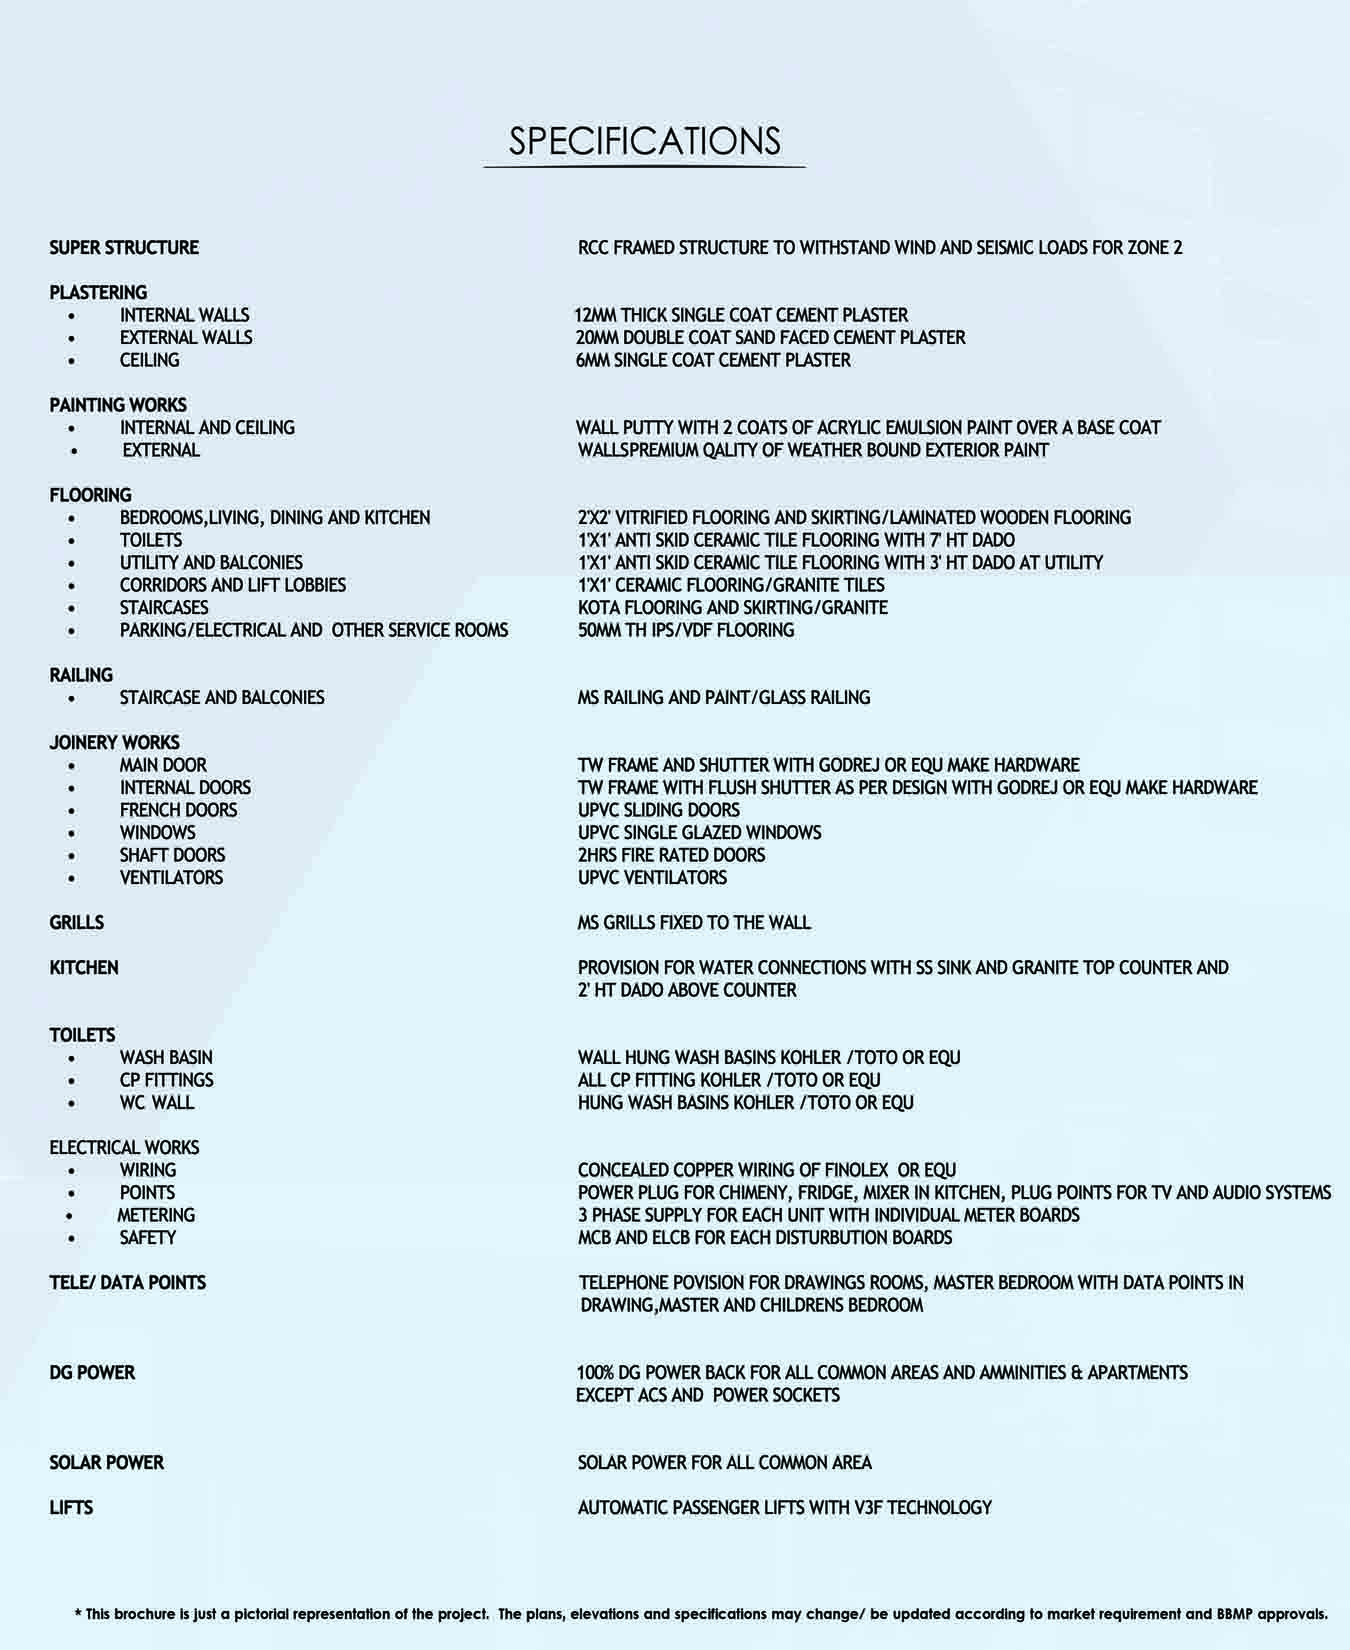 SPECIFICATIONS
SUPER STRUCTURE RCC FRAMED STRUCTURE TO WITHSTAND WIND AND SEISMIC LOADS FOR ZONE 2
PLASTERING
• INTERNAL WALLS 12MM THICK SINGLE COAT CEMENT PLASTER
• EXTERNAL WALLS 20MM DOUBLE COAT SAND FACED CEMENT PLASTER
• CEILING 6MM SINGLE COAT CEMENT PLASTER
PAINTING WORKS
• INTERNAL AND CEILING WALL PUTTY WITH 2 COATS OF ACRYLIC EMULSION PAINT OVER A BASE COAT
• EXTERNAL WALLSPREMIUM QALITY OF WEATHER BOUND EXTERIOR PAINT
FLOORING
• BEDROOMS,LIVING, DINING AND KITCHEN 2'X2' VITRIFIED FLOORING AND SKIRTING/LAMINATED WOODEN FLOORING
• TOILETS 1'X1' ANTI SKID CERAMIC TILE FLOORING WITH 7' HT DADO
• UTILITY AND BALCONIES 1'X1' ANTI SKID CERAMIC TILE FLOORING WITH 3' HT DADO AT UTILITY
• CORRIDORS AND LIFT LOBBIES 1'X1' CERAMIC FLOORING/GRANITE TILES
• STAIRCASES KOTA FLOORING AND SKIRTING/GRANITE
• PARKING/ELECTRICAL AND OTHER SERVICE ROOMS 50MM TH IPS/VDF FLOORING
RAILING
• STAIRCASE AND BALCONIES MS RAILING AND PAINT/GLASS RAILING
JOINERY WORKS
• MAIN DOOR TW FRAME AND SHUTTER WITH GODREJ OR EQU MAKE HARDWARE
• INTERNAL DOORS TW FRAME WITH FLUSH SHUTTER AS PER DESIGN WITH GODREJ OR EQU MAKE HARDWARE
• FRENCH DOORS UPVC SLIDING DOORS
• WINDOWS UPVC SINGLE GLAZED WINDOWS
• SHAFT DOORS 2HRS FIRE RATED DOORS
• VENTILATORS UPVC VENTILATORS
GRILLS MS GRILLS FIXED TO THE WALL
KITCHEN PROVISION FOR WATER CONNECTIONS WITH SS SINK AND GRANITE TOP COUNTER AND
2' HT DADO ABOVE COUNTER
TOILETS
• WASH BASIN WALL HUNG WASH BASINS KOHLER /TOTO OR EQU
• CP FITTINGS ALL CP FITTING KOHLER /TOTO OR EQU
• WC WALL HUNG WASH BASINS KOHLER /TOTO OR EQU
ELECTRICAL WORKS
• WIRING CONCEALED COPPER WIRING OF FINOLEX OR EQU
• POINTS POWER PLUG FOR CHIMENY, FRIDGE, MIXER IN KITCHEN, PLUG POINTS FOR TV AND AUDIO SYSTEMS
• METERING 3 PHASE SUPPLY FOR EACH UNIT WITH INDIVIDUAL METER BOARDS
• SAFETY MCB AND ELCB FOR EACH DISTURBUTION BOARDS
TELE/ DATA POINTS TELEPHONE POVISION FOR DRAWINGS ROOMS, MASTER BEDROOM WITH DATA POINTS IN
DRAWING,MASTER AND CHILDRENS BEDROOM
DG POWER 100% DG POWER BACK FOR ALL COMMON AREAS AND AMMINITIES & APARTMENTS
EXCEPT ACS AND POWER SOCKETS
SOLAR POWER SOLAR POWER FOR ALL COMMON AREA
LIFTS AUTOMATIC PASSENGER LIFTS WITH V3F TECHNOLOGY
* This brochure is just a pictorial representation of the project. The plans, elevations and specifications may change/ be updated according to market requirement and BBMP approvals.